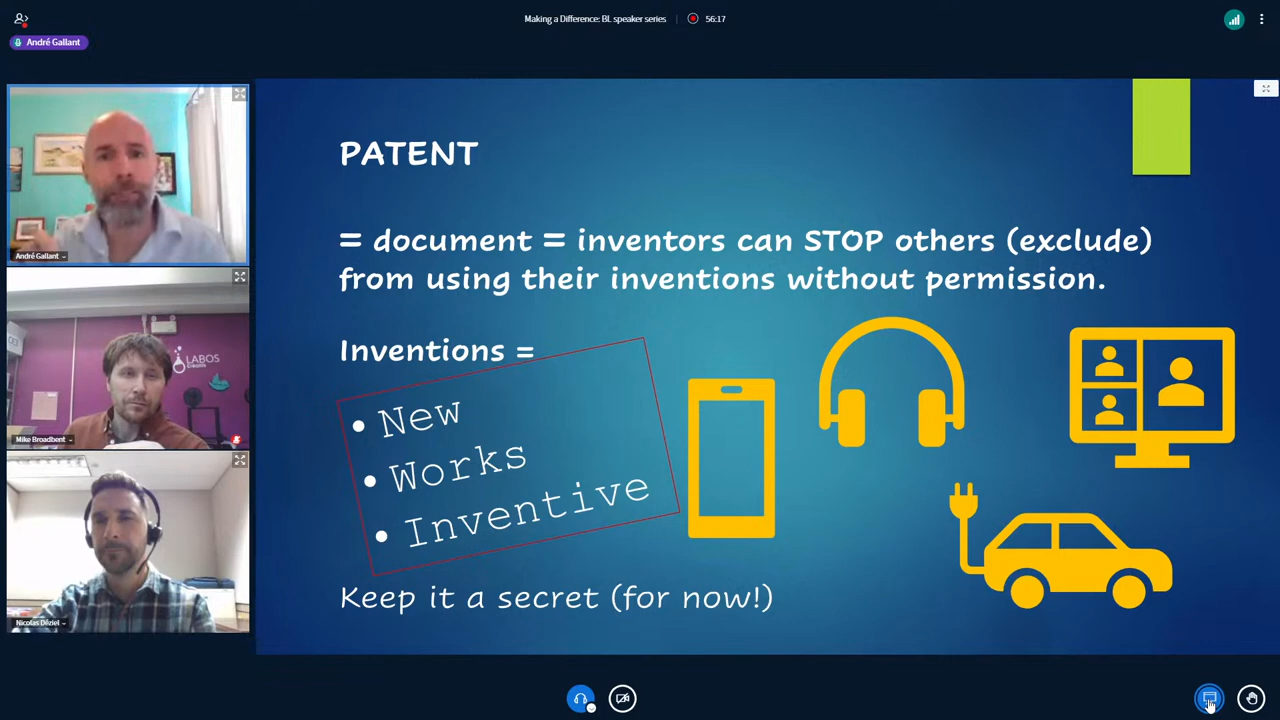 Making a Difference: BL speaker series
56:17
André Gallant
André Gallant
LABOS
Créatifs
Mike Broadbent
Nicolas Déziel
PATENT
= document = inventors can STOP others (exclude)
from using their inventions without permission.
Inventions =
• New
• Works
• Inventive
Keep it a secret (for now!)